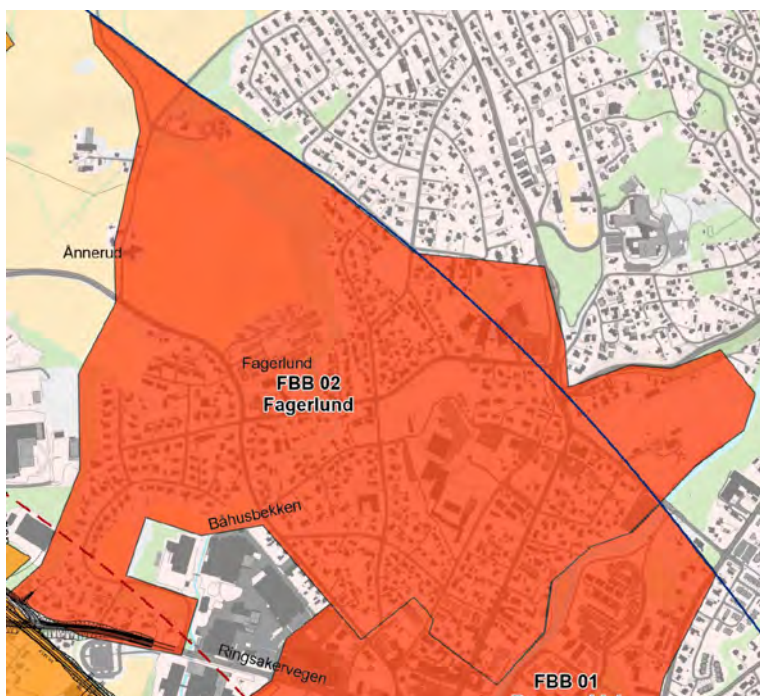 Ånnerud
Fagerlund
FBB 02
Fagerlund
Båhusbekken
Ringsakervegen
FBB 01